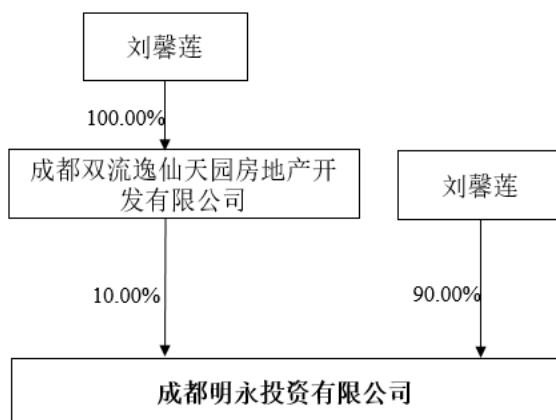 刘馨莲
100.00%
成都双流逸仙天园房地产开
发有限公司
刘馨莲
10.00%
90.00%
成都明永投资有限公司